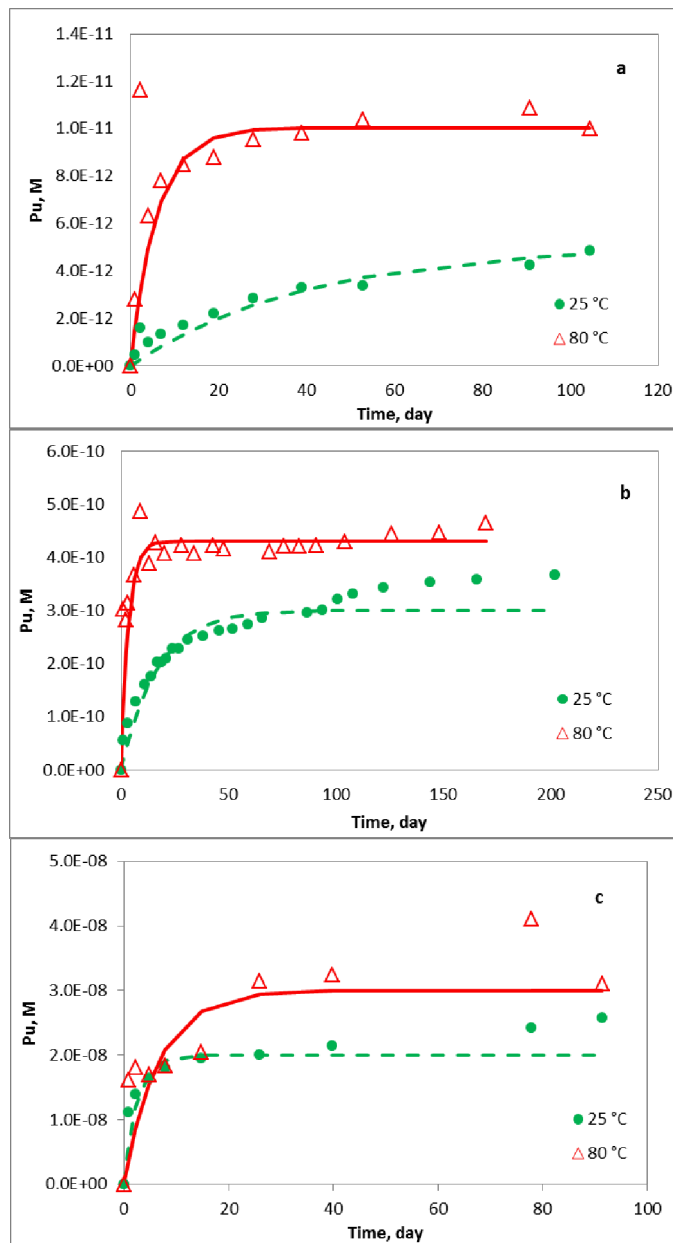 1.4E-11
a
1.2E-11
1.0E-11
8.0E-12
6.0E-12
4.0E-12
2.0E-12
0.0E+00
Pu, M
25 °C
80 °C
0 20 40 60 80 100 120
Time, day
6.0E-10
b
5.0E-10
4.0E-10
3.0E-10
2.0E-10
1.0E-10
0.0E+00
Pu, M
25 °C
80 °C
0 50 100 150 200 250
Time, day
5.0E-08
c
4.0E-08
3.0E-08
2.0E-08
1.0E-08
0.0E+00
Pu, M
25 °C
80 °C
0 20 40 60 80 100
Time, day